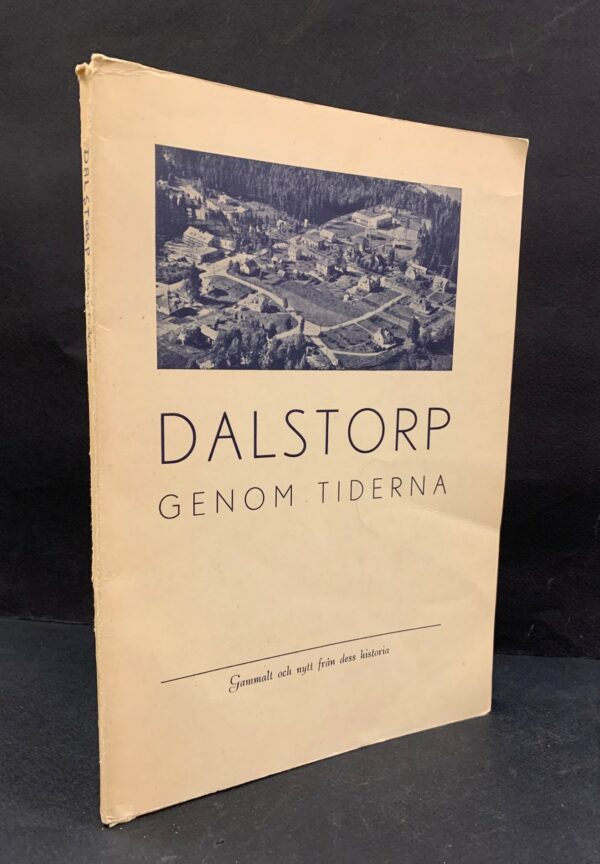 DALSTORP
DALSTORP
GENOM TIDERNA
Gammalt och nytt från dess historia